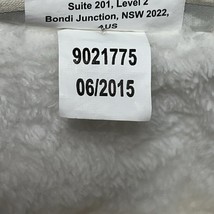 Suite 201, Level 2
Bondi Junction, NSW 2022,
AUS
9021775
06/2015